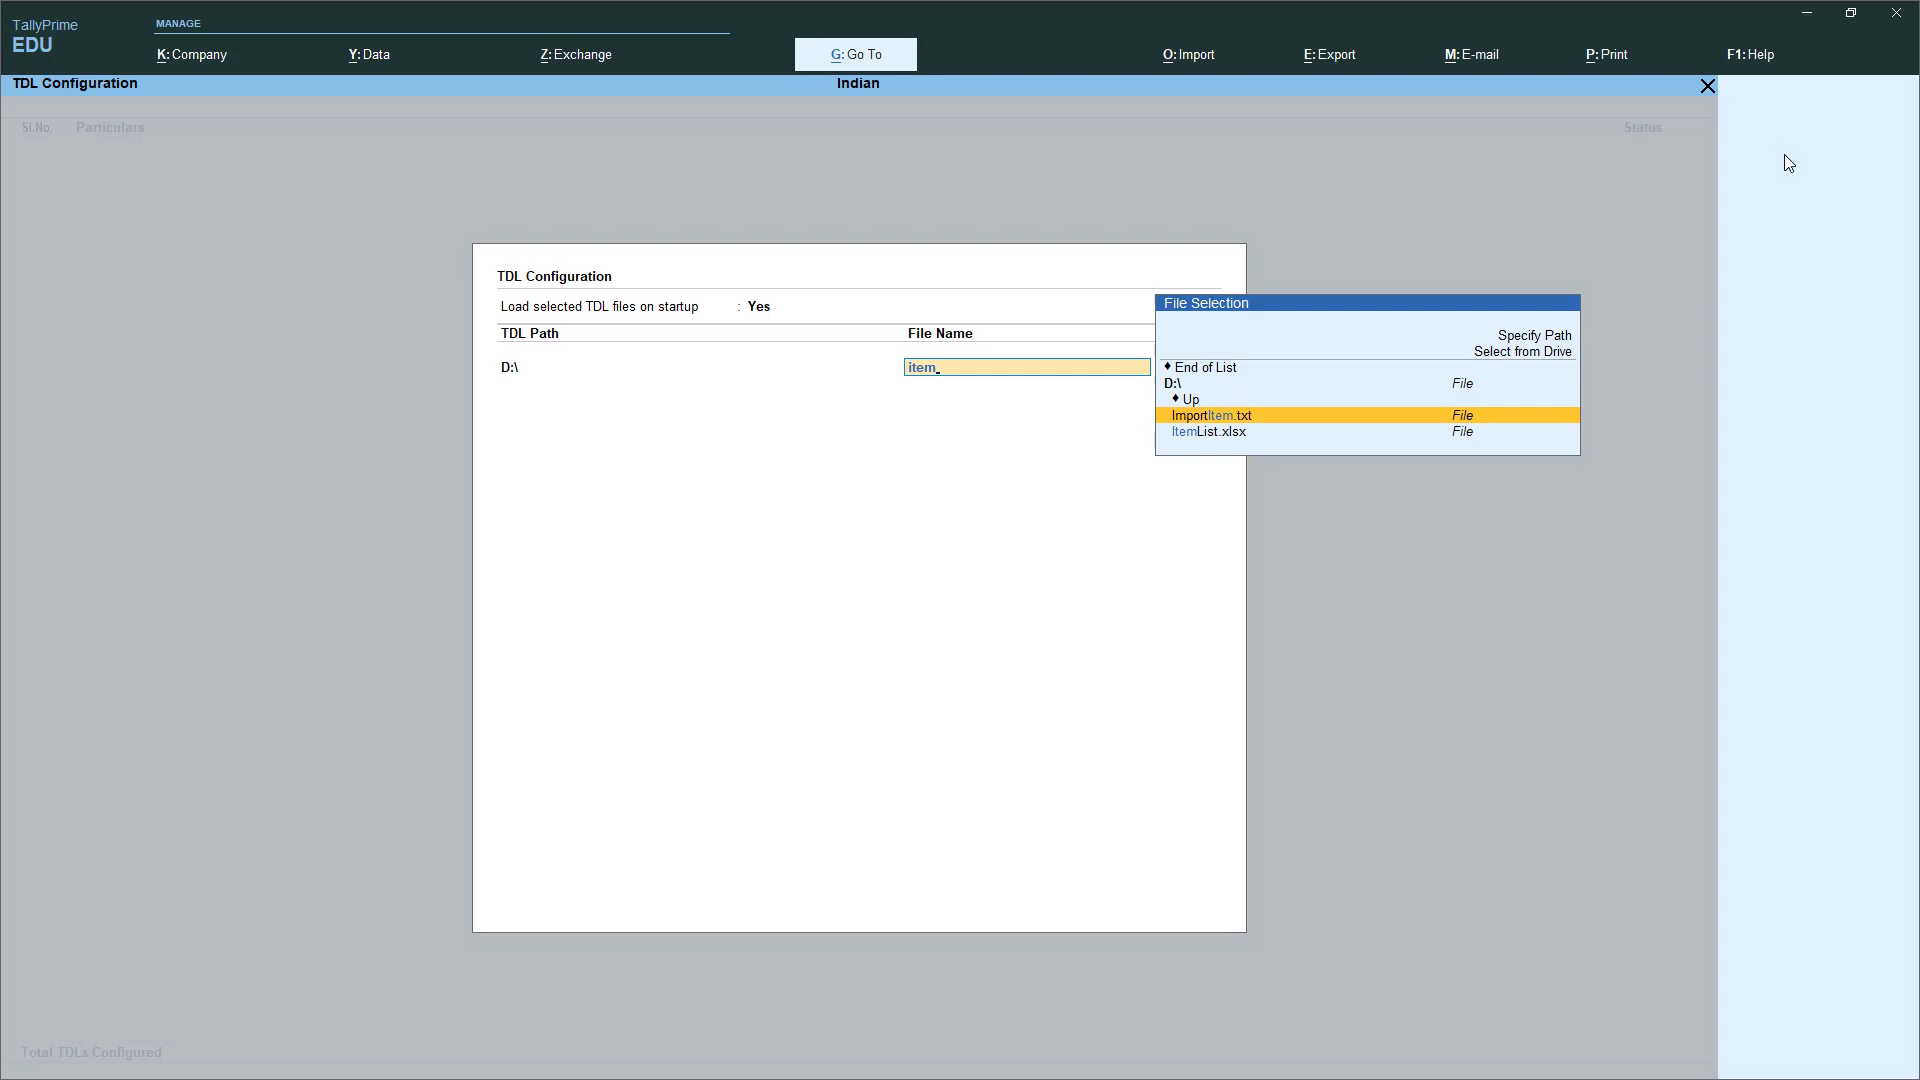 TallyPrime
EDU
MANAGE
K: Company
Y: Data
Z: Exchange
G: Go To
O: Import
E: Export
M: E-mail
P: Print
F1: Help
TDL Configuration
Indian
Sl.No. Particulars Status
TDL Configuration
Load selected TDL files on startup : Yes
TDL Path File Name
D:\ item
File Selection
Specify Path
Select from Drive
♦ End of List
D:\ File
♦ Up
ImportItem.txt File
ItemList.xlsx File
Total TDLs Configured